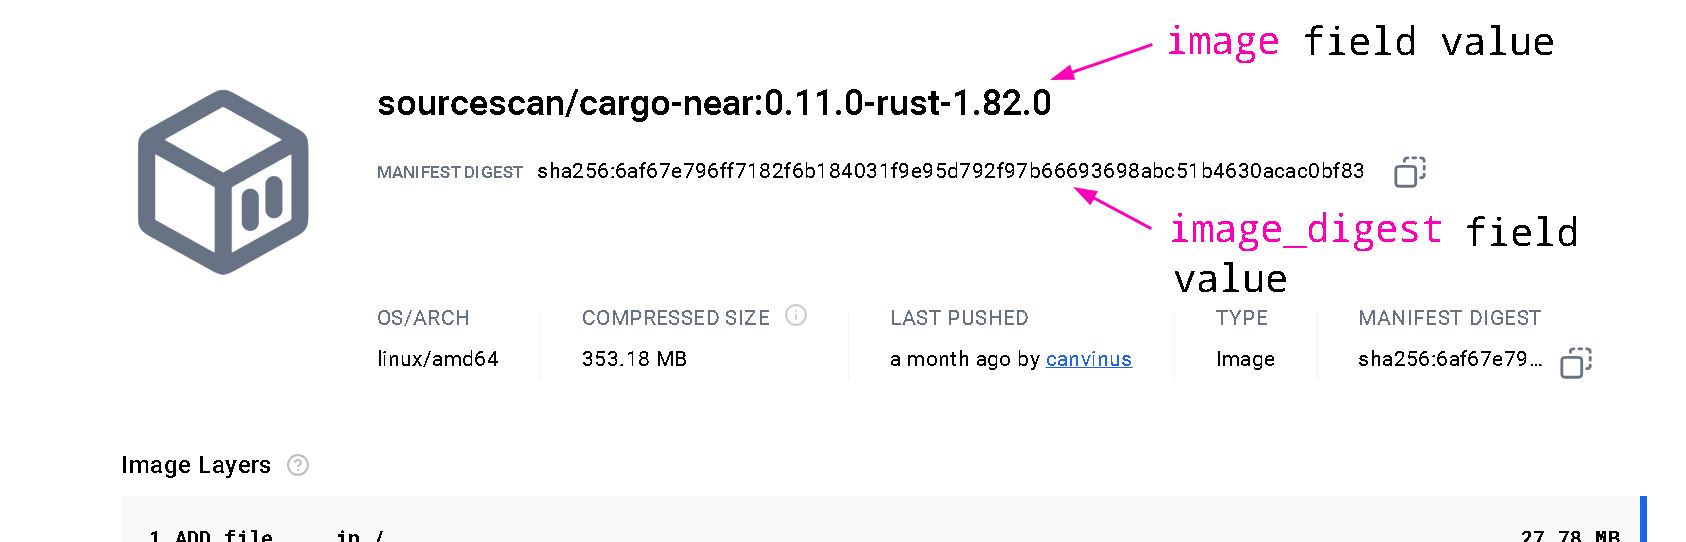 image field value
sourcescan/cargo-near:0.11.0-rust-1.82.0
MANIFEST DIGEST sha256:6af67e796ff7182f6b184031f9e95d792f97b66693698abc51b4630acac0bf83
image_digest field
value
OS/ARCH COMPRESSED SIZE LAST PUSHED TYPE MANIFEST DIGEST
linux/amd64 353.18 MB a month ago by canvinus Image sha256:6af67e79...
Image Layers
1 ADD file ... in / 27.78 MB